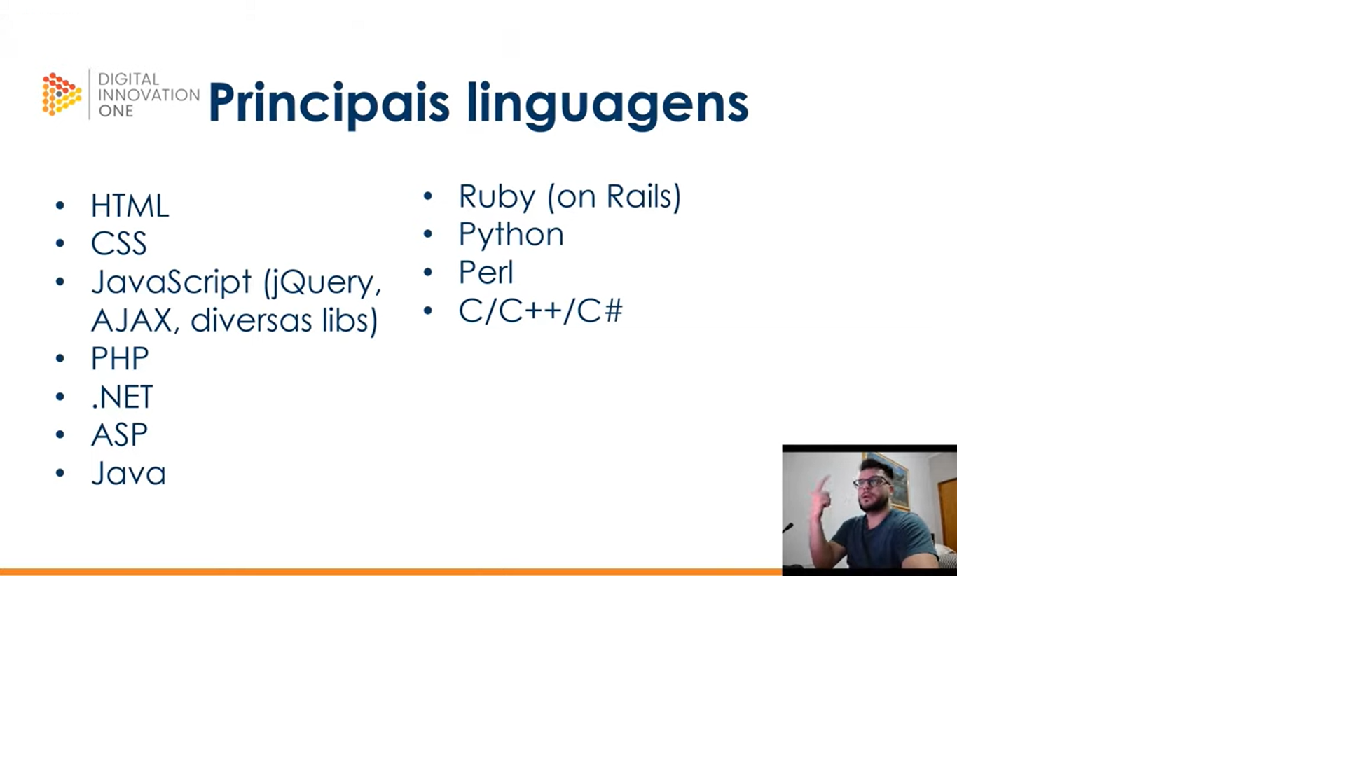 DIGITAL
INNOVATION
ONE
Principais linguagens
• HTML
• CSS
• JavaScript (jQuery,
AJAX, diversas libs)
• PHP
• .NET
• ASP
• Java
• Ruby (on Rails)
• Python
• Perl
• C/C++/C#